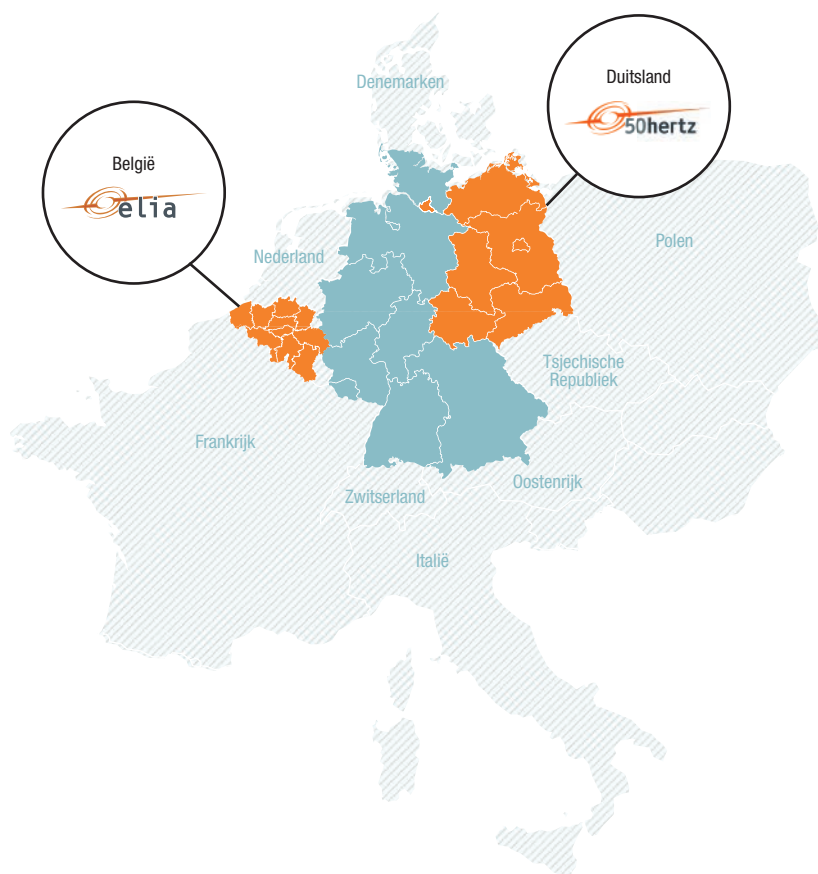 Denemarken
Duitsland
50hertz
België
elia
Nederland
Polen
Tsjechische
Republiek
Frankrijk
Zwitserland
Oostenrijk
Italië